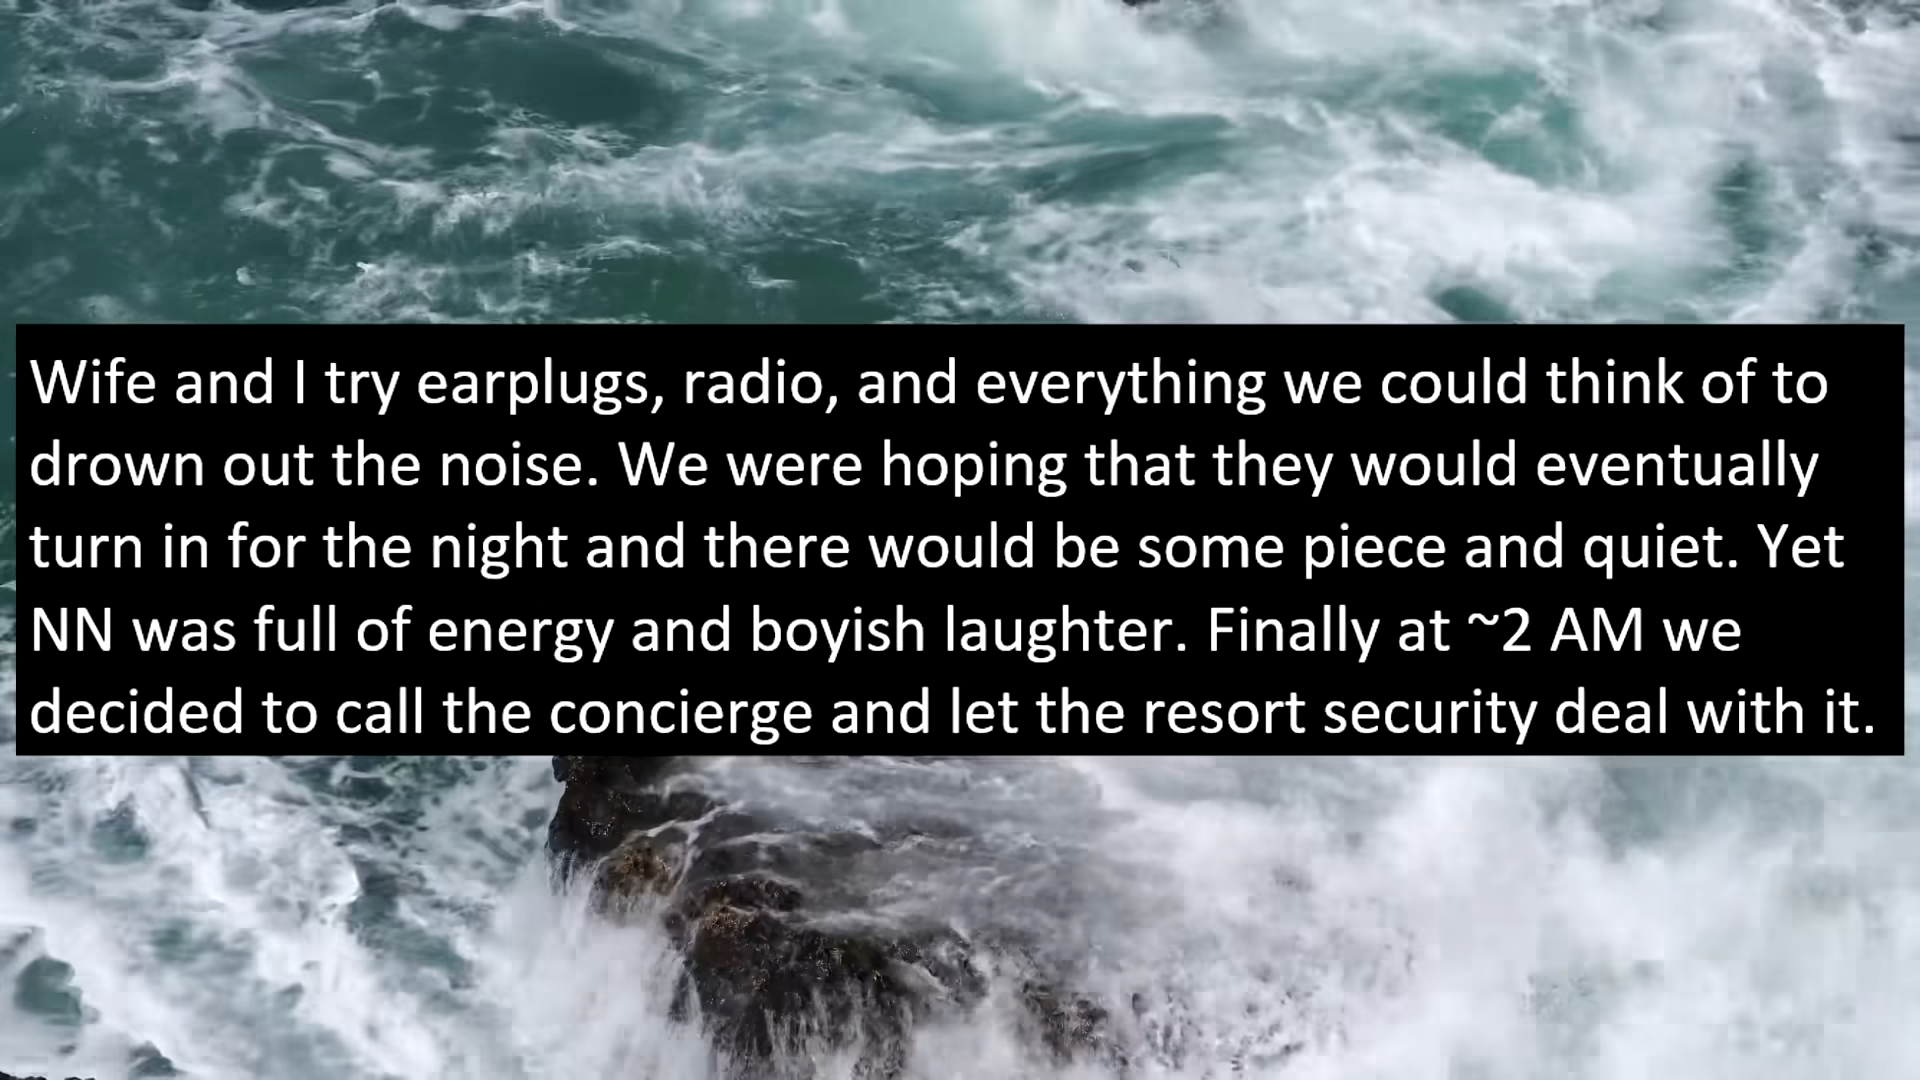 Wife and I try earplugs, radio, and everything we could think of to
drown out the noise. We were hoping that they would eventually
turn in for the night and there would be some piece and quiet. Yet
NN was full of energy and boyish laughter. Finally at ~2 AM we
decided to call the concierge and let the resort security deal with it.